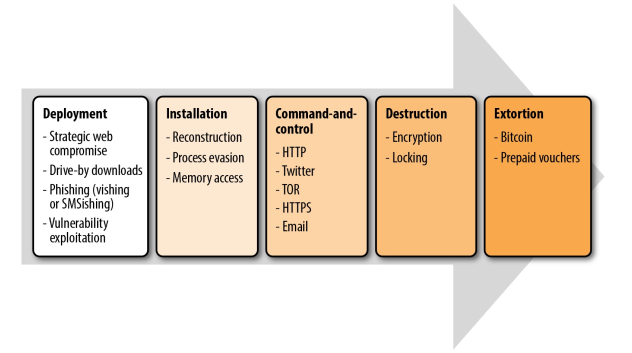 Deployment
- Strategic web
compromise
- Drive-by downloads
- Phishing (vishing
or SMSishing)
- Vulnerability
exploitation
Installation
- Reconstruction
- Process evasion
- Memory access
Command-and-
control
- HTTP
- Twitter
- TOR
- HTTPS
- Email
Destruction
- Encryption
- Locking
Extortion
- Bitcoin
- Prepaid vouchers